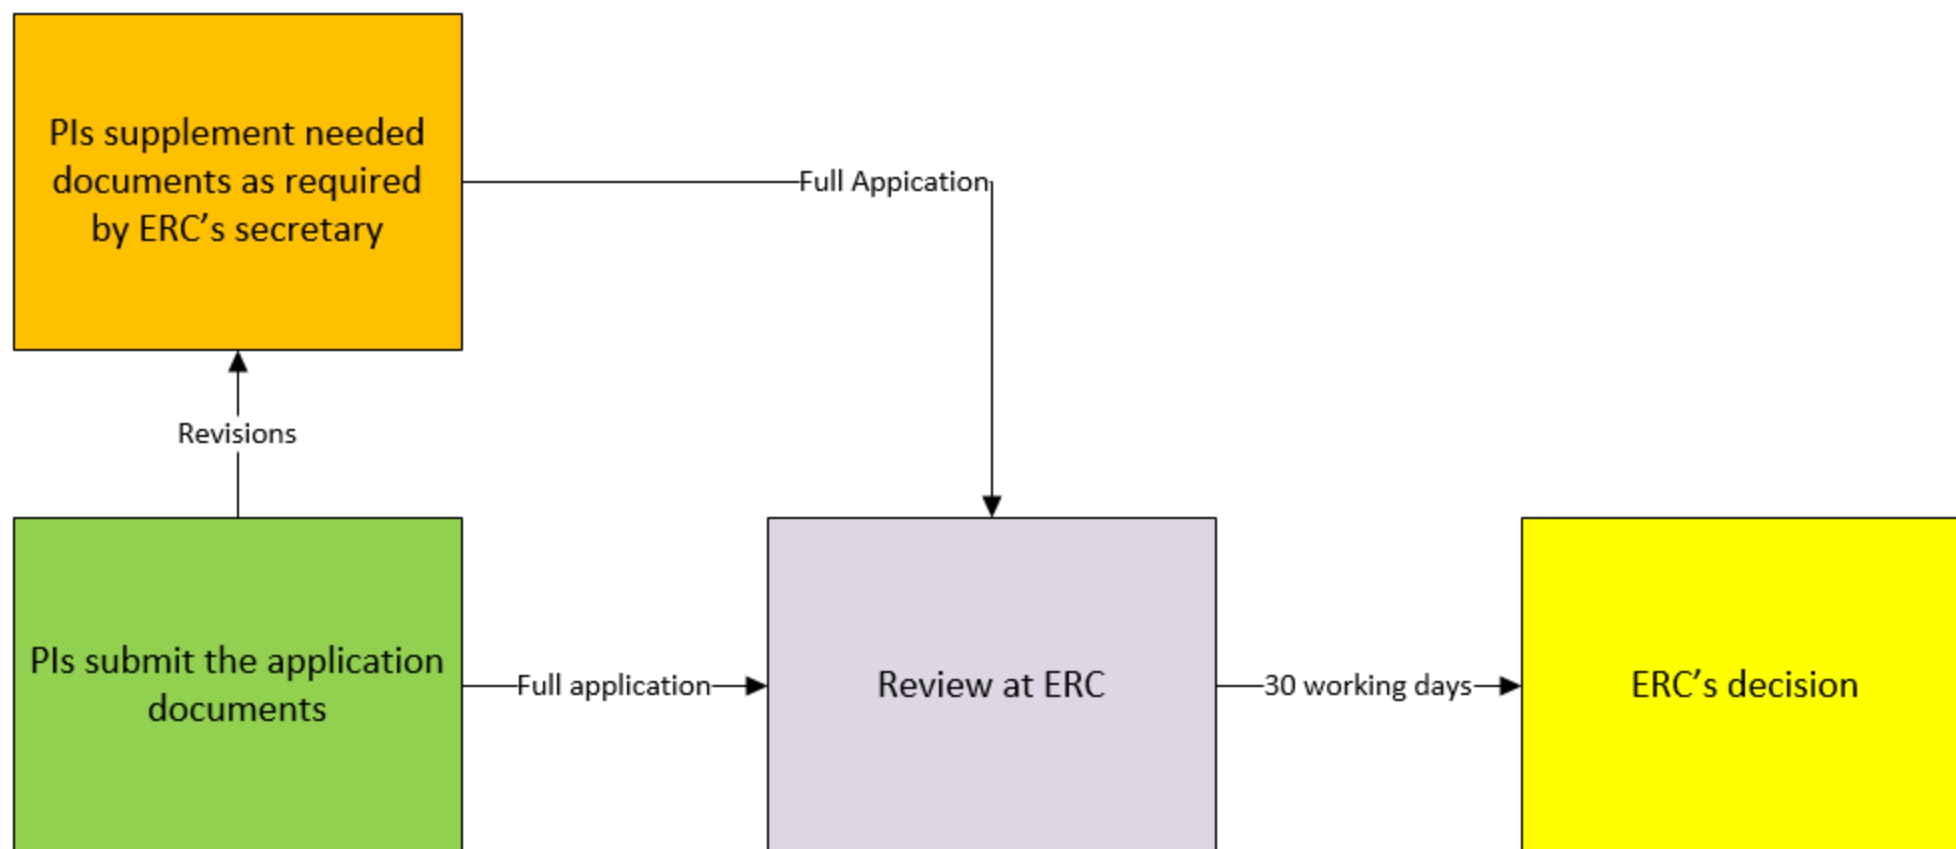 PIs supplement needed
documents as required
by ERC’s secretary
Full Appication
Revisions
PIs submit the application
documents
Full application
Review at ERC
30 working days
ERC’s decision